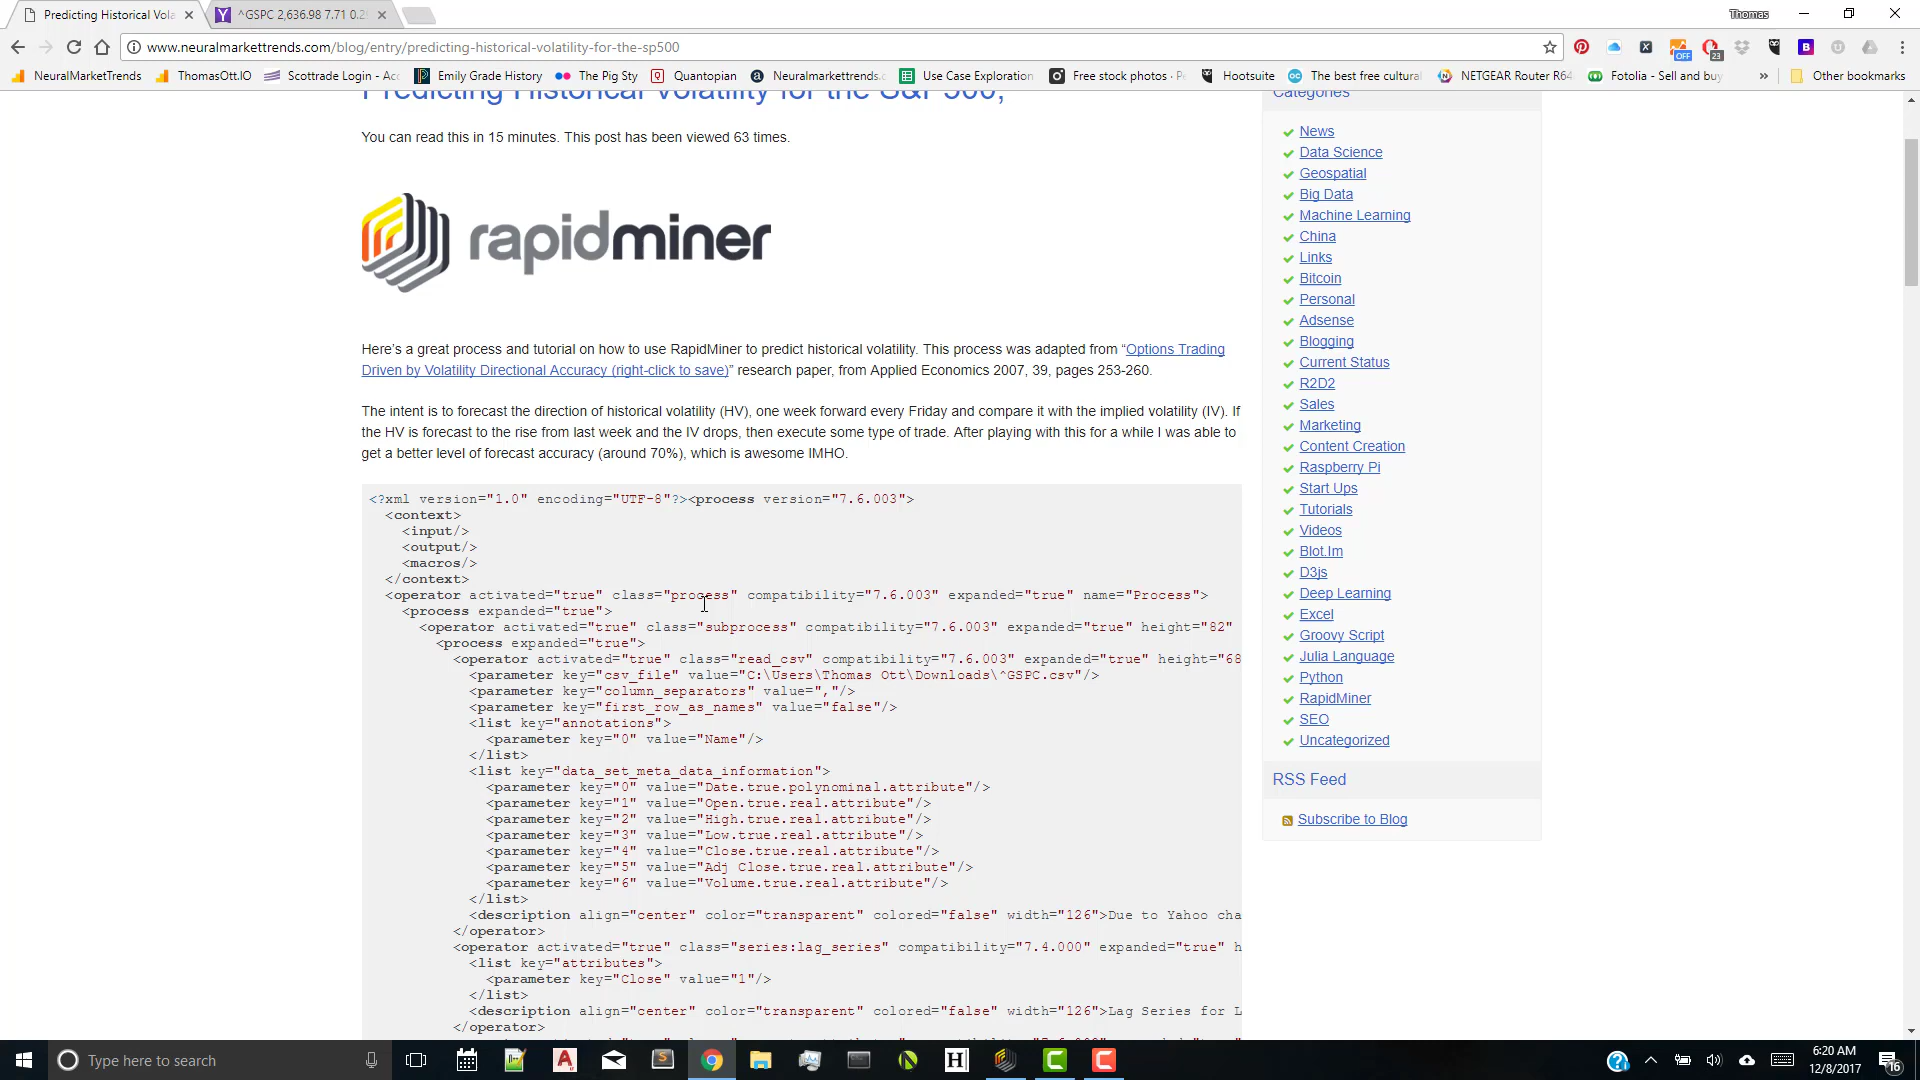 Predicting Historical Vola
^GSPC 2,636.98 7.71 0.2
Thomas
www.neuralmarkettrends.com/blog/entry/predicting-historical-volatility-for-the-sp500
OFF
23
NeuralMarketTrends
ThomasOtt.IO
Scottrade Login - Acc
Emily Grade History
The Pig Sty
Quantopian
Neuralmarkettrends.c
Use Case Exploration
Free stock photos · P
Hootsuite
The best free cultural
NETGEAR Router R64
Fotolia - Sell and buy
»
Other bookmarks
Predicting Historical Volatility for the S&P 500;
You can read this in 15 minutes. This post has been viewed 63 times.
rapidminer
Here's a great process and tutorial on how to use RapidMiner to predict historical volatility. This process was adapted from “Options Trading
Driven by Volatility Directional Accuracy (right-click to save)” research paper, from Applied Economics 2007, 39, pages 253-260.
The intent is to forecast the direction of historical volatility (HV), one week forward every Friday and compare it with the implied volatility (IV). If
the HV is forecast to the rise from last week and the IV drops, then execute some type of trade. After playing with this for a while I was able to
get a better level of forecast accuracy (around 70%), which is awesome IMHO.
<?xml version="1.0" encoding="UTF-8"?><process version="7.6.003">
<context>
<input/>
<output/>
<macros/>
</context>
<operator activated="true" class="process" compatibility="7.6.003" expanded="true" name="Process">
<process expanded="true">
<operator activated="true" class="subprocess" compatibility="7.6.003" expanded="true" height="82"
<process expanded="true">
<operator activated="true" class="read_csv" compatibility="7.6.003" expanded="true" height="68
<parameter key="csv_file" value="C:\Users\Thomas Ott\Downloads\^GSPC.csv"/>
<parameter key="column_separators" value=","/>
<parameter key="first_row_as_names" value="false"/>
<list key="annotations">
<parameter key="0" value="Name"/>
</list>
<list key="data_set_meta_data_information">
<parameter key="0" value="Date.true.polynominal.attribute"/>
<parameter key="1" value="Open.true.real.attribute"/>
<parameter key="2" value="High.true.real.attribute"/>
<parameter key="3" value="Low.true.real.attribute"/>
<parameter key="4" value="Close.true.real.attribute"/>
<parameter key="5" value="Adj Close.true.real.attribute"/>
<parameter key="6" value="Volume.true.real.attribute"/>
</list>
<description align="center" color="transparent" colored="false" width="126">Due to Yahoo cha
</operator>
<operator activated="true" class="series:lag_series" compatibility="7.4.000" expanded="true" h
<list key="attributes">
<parameter key="Close" value="1"/>
</list>
<description align="center" color="transparent" colored="false" width="126">Lag Series for L
</operator>
Categories
News
Data Science
Geospatial
Big Data
Machine Learning
China
Links
Bitcoin
Personal
Adsense
Blogging
Current Status
R2D2
Sales
Marketing
Content Creation
Raspberry Pi
Start Ups
Tutorials
Videos
Blot.Im
D3js
Deep Learning
Excel
Groovy Script
Julia Language
Python
RapidMiner
SEO
Uncategorized
RSS Feed
Subscribe to Blog
Type here to search
6:20 AM
12/8/2017
16